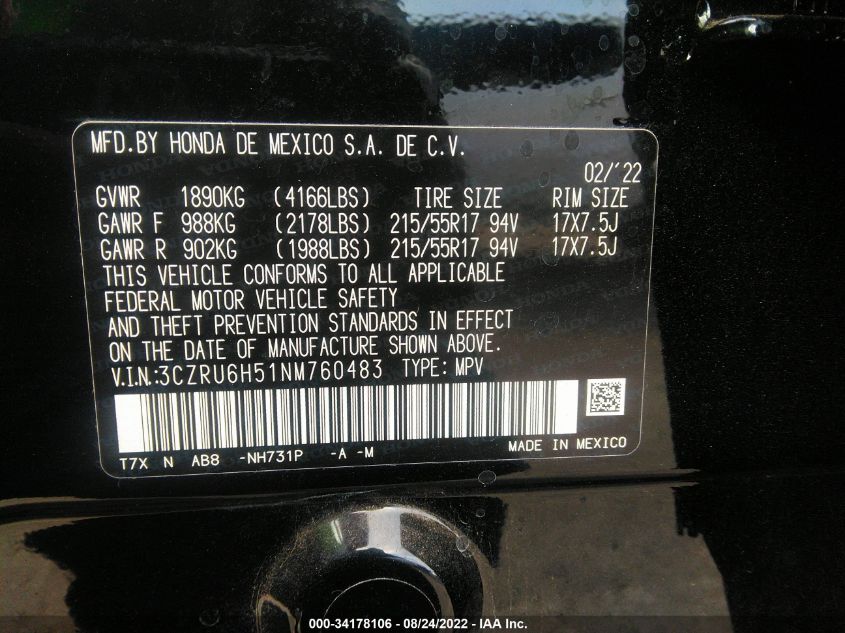 MFD.BY HONDA DE MEXICO S.A. DE C.V.
02/'22
GVWR 1890KG (4166LBS) TIRE SIZE RIM SIZE
GAWR F 988KG (2178LBS) 215/55R17 94V 17X7.5J
GAWR R 902KG (1988LBS) 215/55R17 94V 17X7.5J
THIS VEHICLE CONFORMS TO ALL APPLICABLE
FEDERAL MOTOR VEHICLE SAFETY
AND THEFT PREVENTION STANDARDS IN EFFECT
ON THE DATE OF MANUFACTURE SHOWN ABOVE.
V.I.N.:3CZRU6H51NM760483 TYPE: MPV
T7X N AB8 -NH731P -A -M MADE IN MEXICO
000-34178106 - 08/24/2022 - IAA Inc.